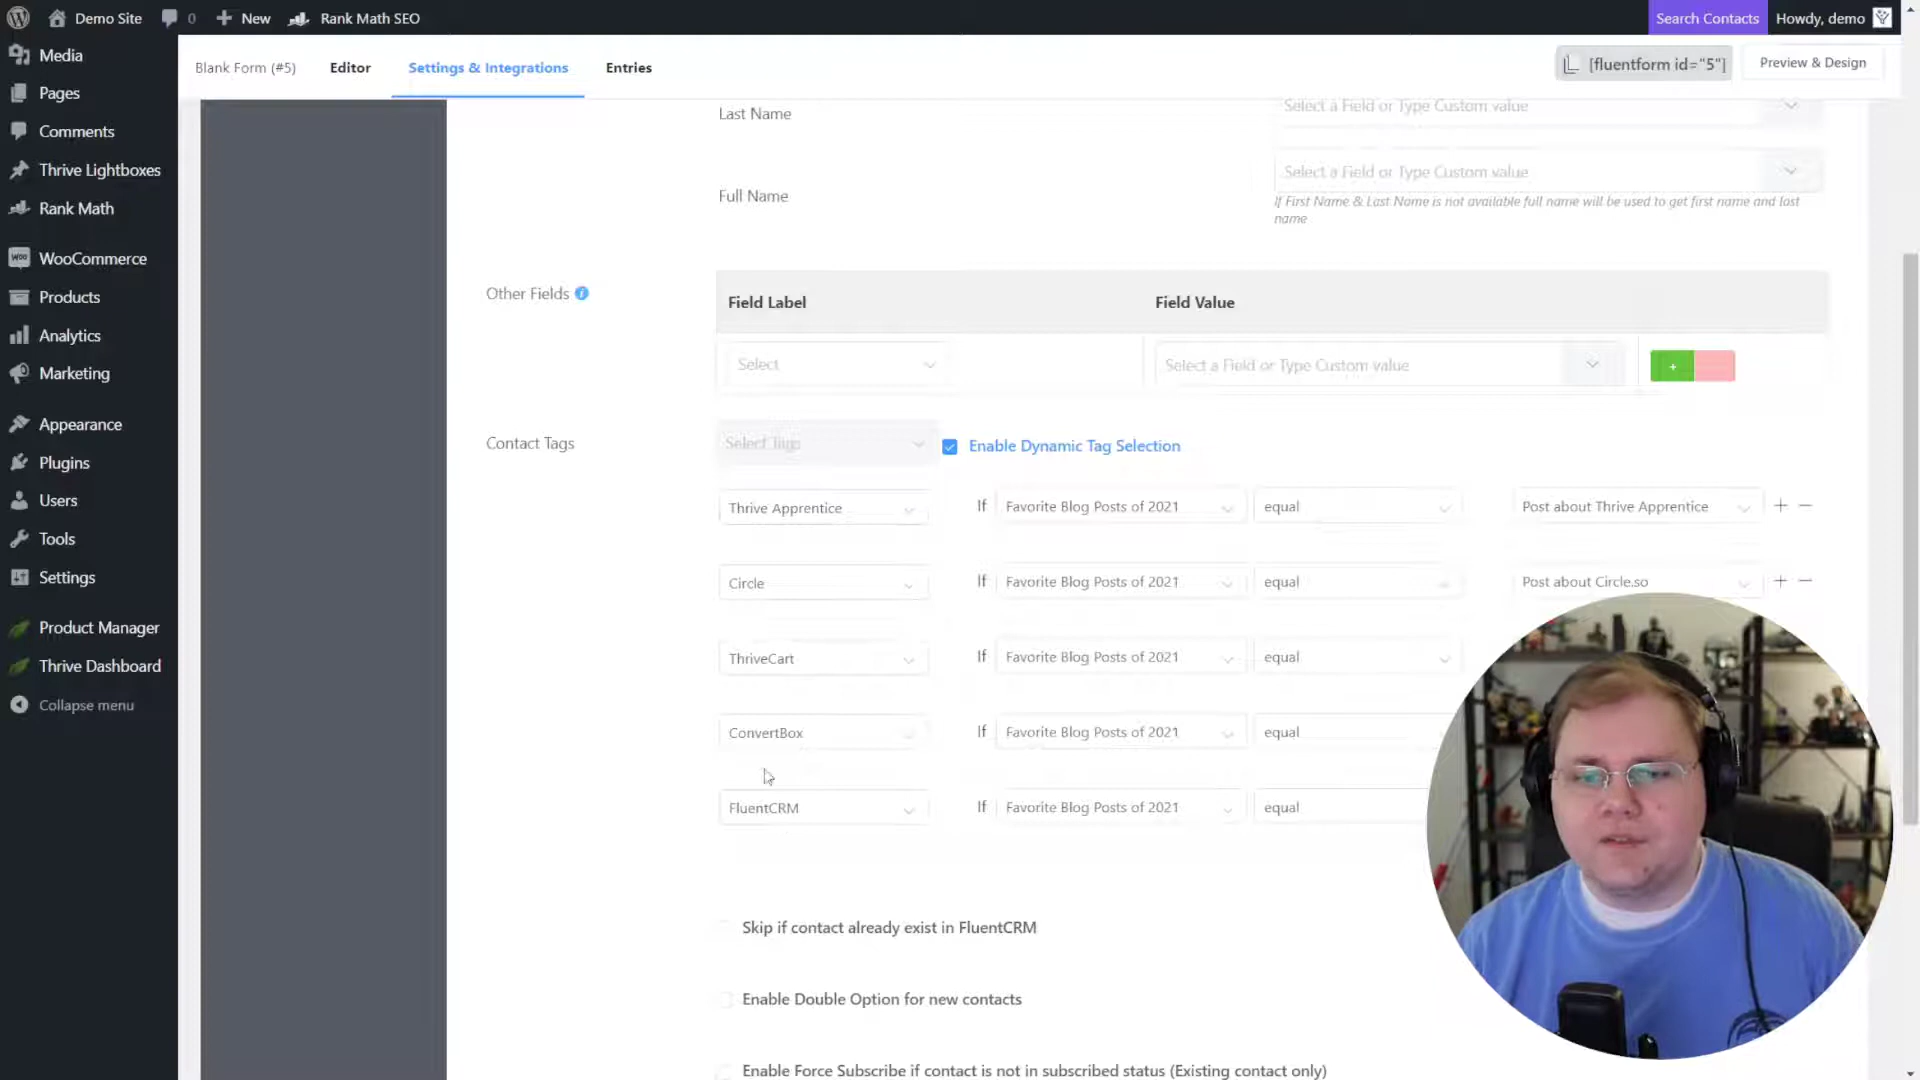 Demo Site
0
New
Rank Math SEO
Search Contacts
Howdy, demo
Media
Pages
Comments
Thrive Lightboxes
Rank Math
WooCommerce
Products
Analytics
Marketing
Appearance
Plugins
Users
Tools
Settings
Product Manager
Thrive Dashboard
Collapse menu
Blank Form (#5)
Editor
Settings & Integrations
Entries
[fluentform id="5"]
Preview & Design
Last Name
Select a Field or Type Custom value
Full Name
Select a Field or Type Custom value
If First Name & Last Name is not available full name will be used to get first name and last
name
Other Fields
Field Label
Field Value
Select
Select a Field or Type Custom value
+
Contact Tags
Select Tags
Enable Dynamic Tag Selection
Thrive Apprentice
If
Favorite Blog Posts of 2021
equal
Post about Thrive Apprentice
Circle
If
Favorite Blog Posts of 2021
equal
Post about Circle.so
ThriveCart
If
Favorite Blog Posts of 2021
equal
ConvertBox
If
Favorite Blog Posts of 2021
equal
FluentCRM
If
Favorite Blog Posts of 2021
equal
Skip if contact already exist in FluentCRM
Enable Double Option for new contacts
Enable Force Subscribe if contact is not in subscribed status (Existing contact only)